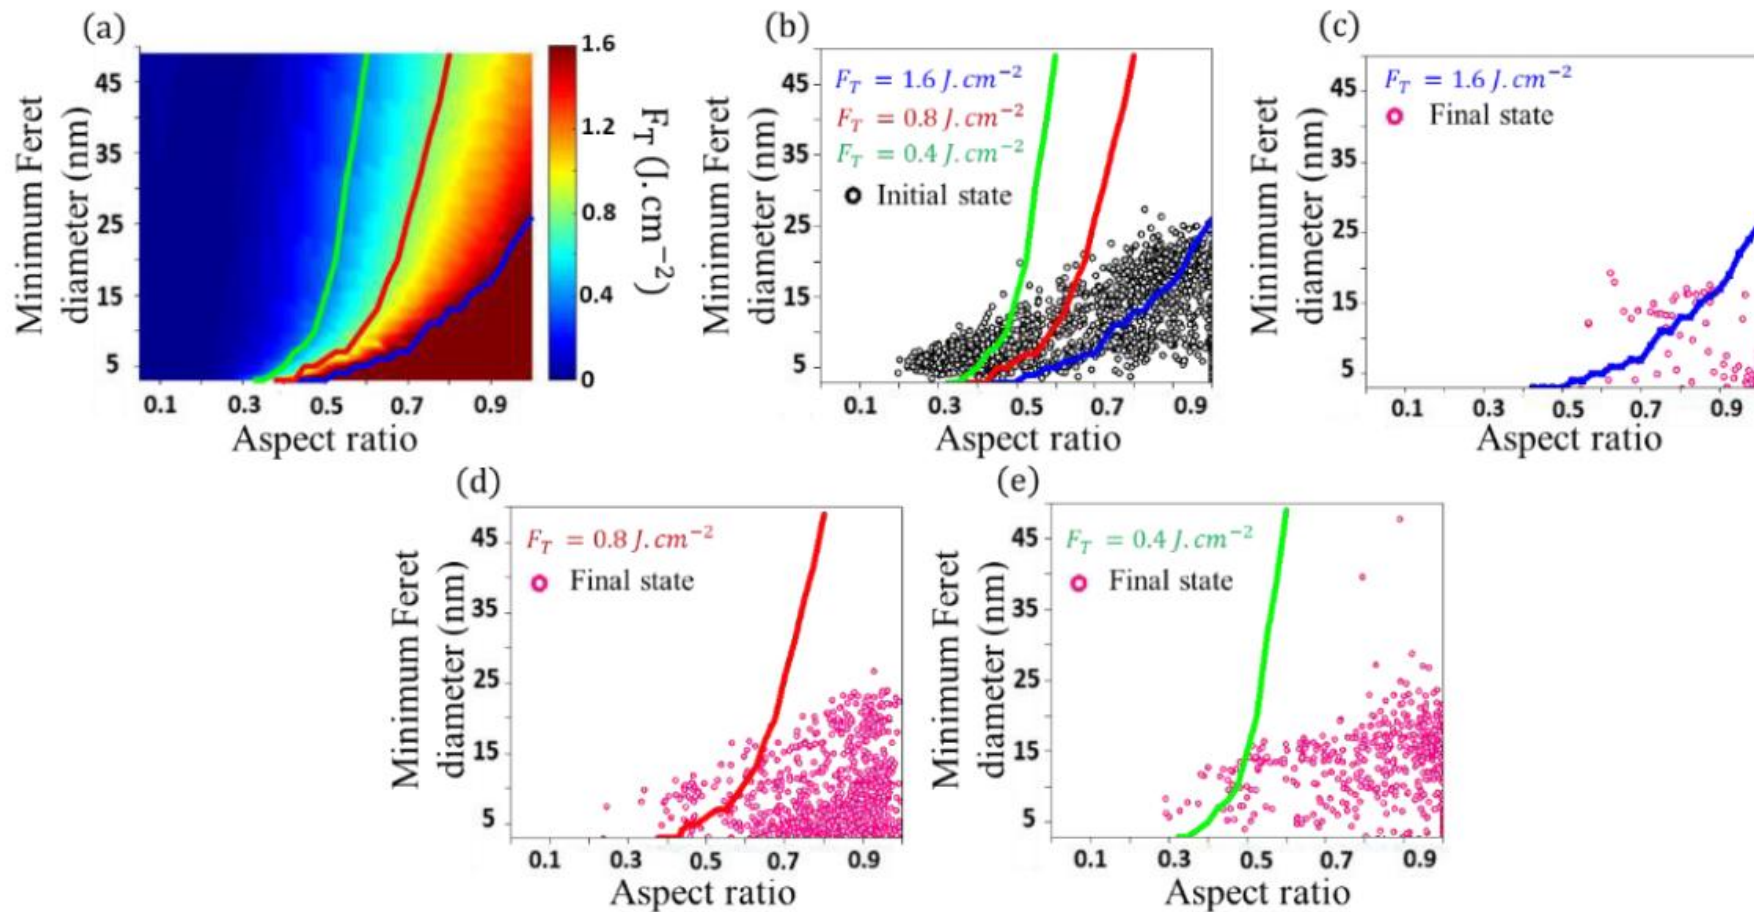 (a)
45
35
25
15
5
Minimum Feret
diameter (nm)
0.1 0.3 0.5 0.7 0.9
Aspect ratio
1.6
1.2
0.8
0.4
0
F_T (J.cm⁻²)
(b)
45
35
25
15
5
Minimum Feret
diameter (nm)
F_T = 1.6 J.cm⁻²
F_T = 0.8 J.cm⁻²
F_T = 0.4 J.cm⁻²
Initial state
0.1 0.3 0.5 0.7 0.9
Aspect ratio
(c)
45
35
25
15
5
Minimum Feret
diameter (nm)
F_T = 1.6 J.cm⁻²
Final state
0.1 0.3 0.5 0.7 0.9
Aspect ratio
(d)
45
35
25
15
5
Minimum Feret
diameter (nm)
F_T = 0.8 J.cm⁻²
Final state
0.1 0.3 0.5 0.7 0.9
Aspect ratio
(e)
45
35
25
15
5
Minimum Feret
diameter (nm)
F_T = 0.4 J.cm⁻²
Final state
0.1 0.3 0.5 0.7 0.9
Aspect ratio